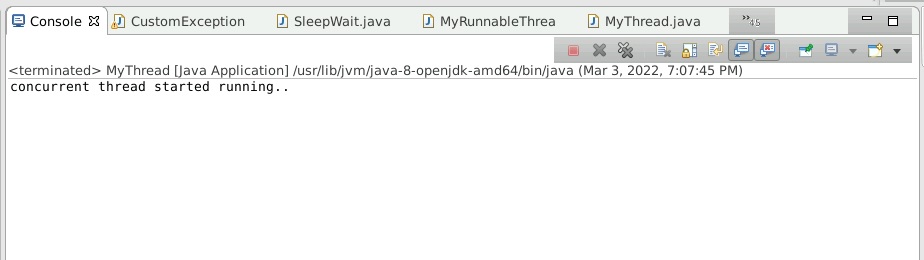 Console CustomException SleepWait.java MyRunnableThrea MyThread.java »45
<terminated> MyThread [Java Application] /usr/lib/jvm/java-8-openjdk-amd64/bin/java (Mar 3, 2022, 7:07:45 PM)
concurrent thread started running..